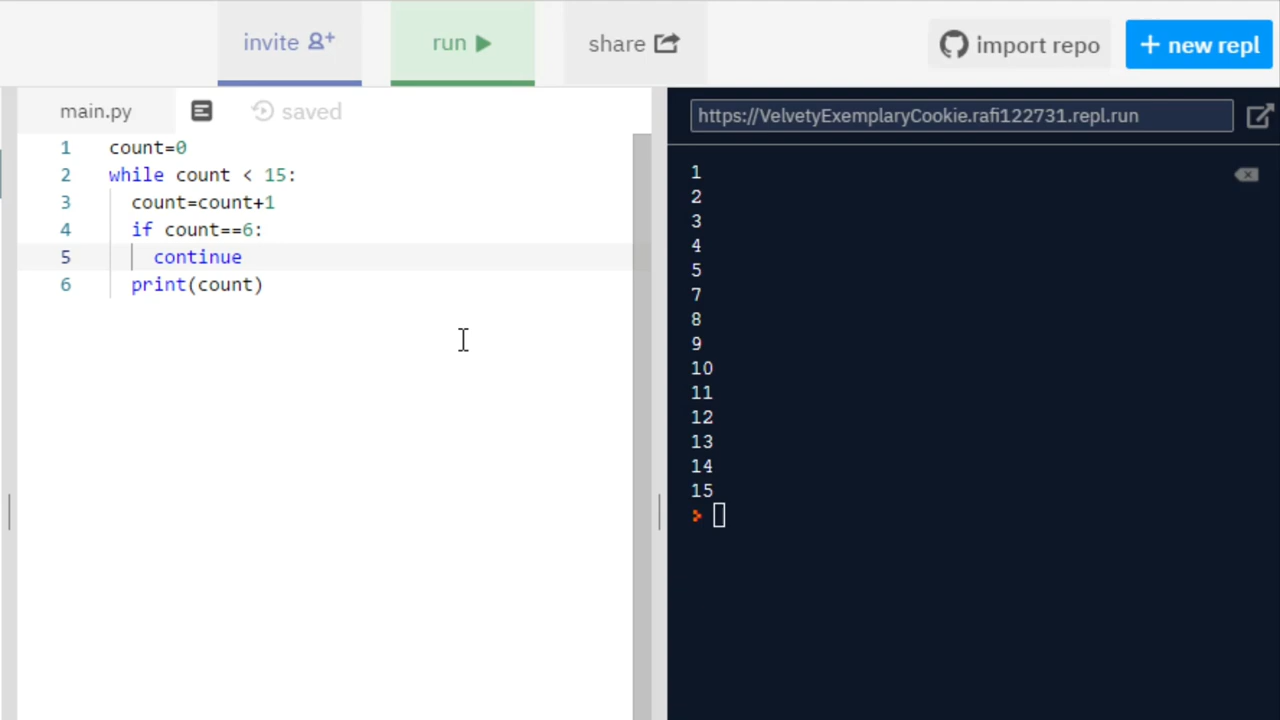 invite
run
share
import repo
+ new repl
main.py
saved
1 count=0
2 while count < 15:
3 count=count+1
4 if count==6:
5 continue
6 print(count)
https://VelvetyExemplaryCookie.rafi122731.repl.run
1
2
3
4
5
7
8
9
10
11
12
13
14
15
>